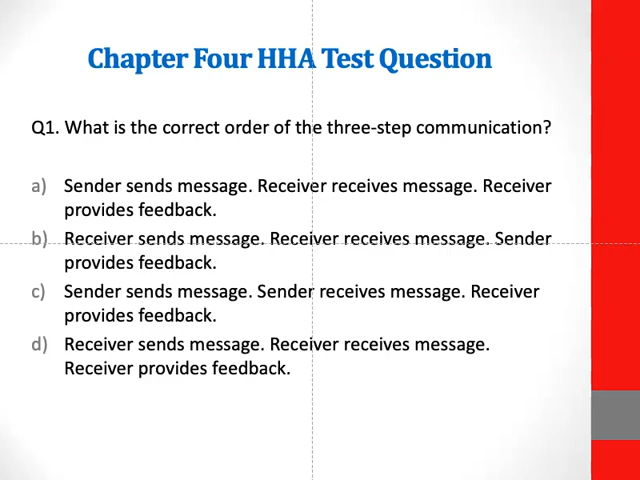 Chapter Four HHA Test Question
Q1. What is the correct order of the three-step communication?
a) Sender sends message. Receiver receives message. Receiver
provides feedback.
b) Receiver sends message. Receiver receives message. Sender
provides feedback.
c) Sender sends message. Sender receives message. Receiver
provides feedback.
d) Receiver sends message. Receiver receives message.
Receiver provides feedback.